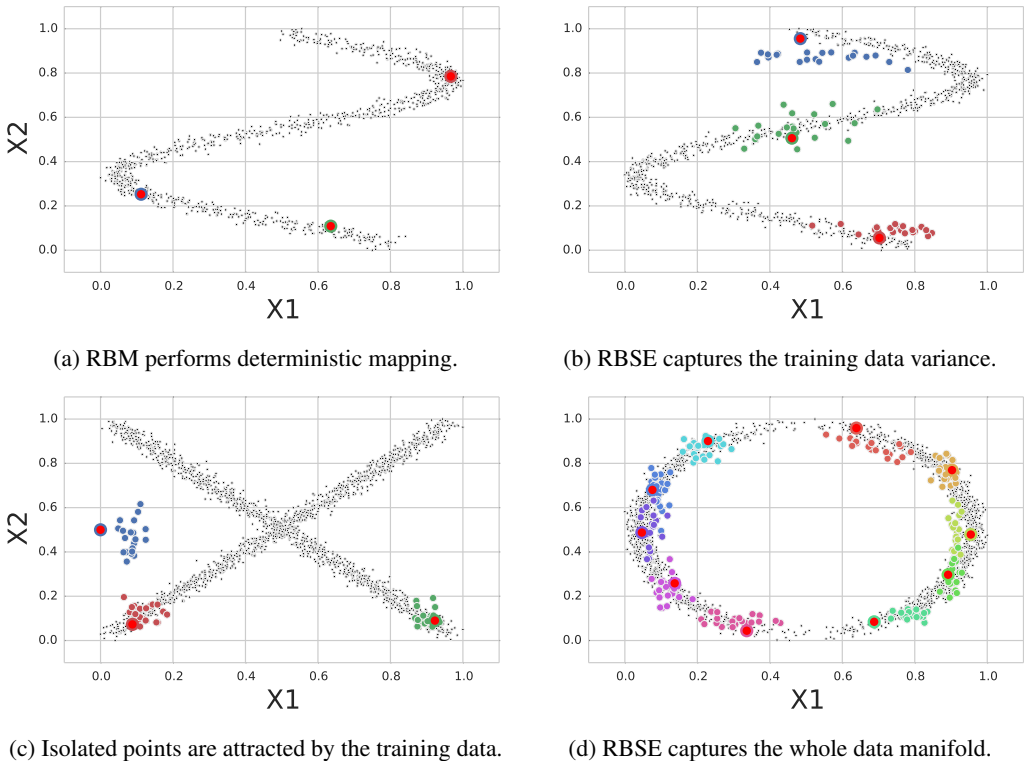 1.0
0.8
0.6
0.4
0.2
0.0
X2
0.0 0.2 0.4 0.6 0.8 1.0
X1
(a) RBM performs deterministic mapping.
1.0
0.8
0.6
0.4
0.2
0.0
0.0 0.2 0.4 0.6 0.8 1.0
X1
(b) RBSE captures the training data variance.
1.0
0.8
0.6
0.4
0.2
0.0
X2
0.0 0.2 0.4 0.6 0.8 1.0
X1
(c) Isolated points are attracted by the training data.
1.0
0.8
0.6
0.4
0.2
0.0
0.0 0.2 0.4 0.6 0.8 1.0
X1
(d) RBSE captures the whole data manifold.